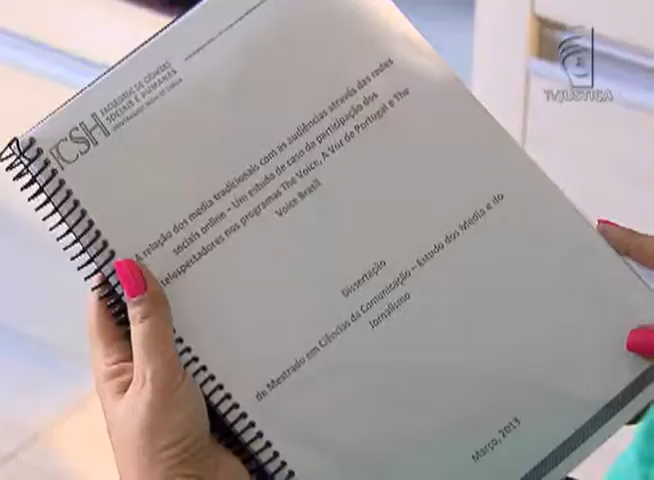 TV JUSTIÇA
FCSH
FACULDADE DE CIÊNCIAS
SOCIAIS E HUMANAS
UNIVERSIDADE NOVA DE LISBOA
A relação dos media tradicionais com as audiências através das redes
sociais online – Um estudo de caso da participação dos
telespectadores nos programas The Voice, A Voz de Portugal e The
Voice Brasil
Dissertação
de Mestrado em Ciências da Comunicação – Estudo dos Media e do
Jornalismo
Março, 2013